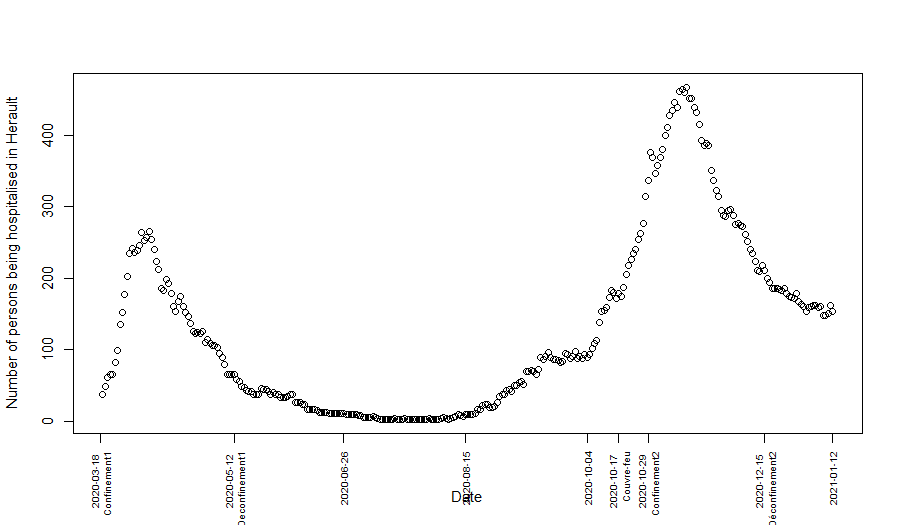 Number of persons being hospitalised in Herault
400
300
200
100
0
2020-03-18
Confinement1
2020-05-12
Deconfinement1
2020-06-26
2020-08-15
2020-10-04
2020-10-17
Couvre-feu
2020-10-29
Confinement2
2020-12-15
Déconfinement2
2021-01-12
Date